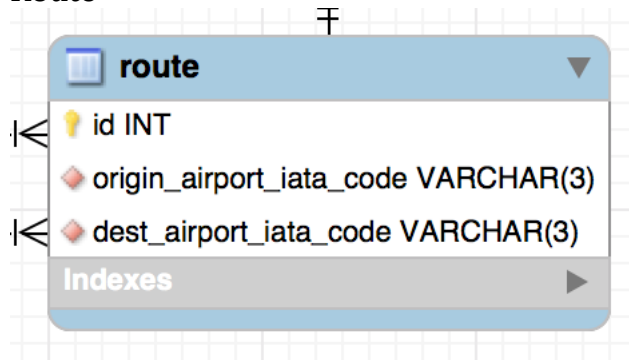 route
id INT
origin_airport_iata_code VARCHAR(3)
dest_airport_iata_code VARCHAR(3)
Indexes